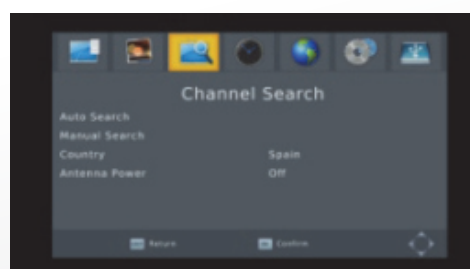 Channel Search
Auto Search
Manual Search
Country Spain
Antenna Power Off
Return Confirm